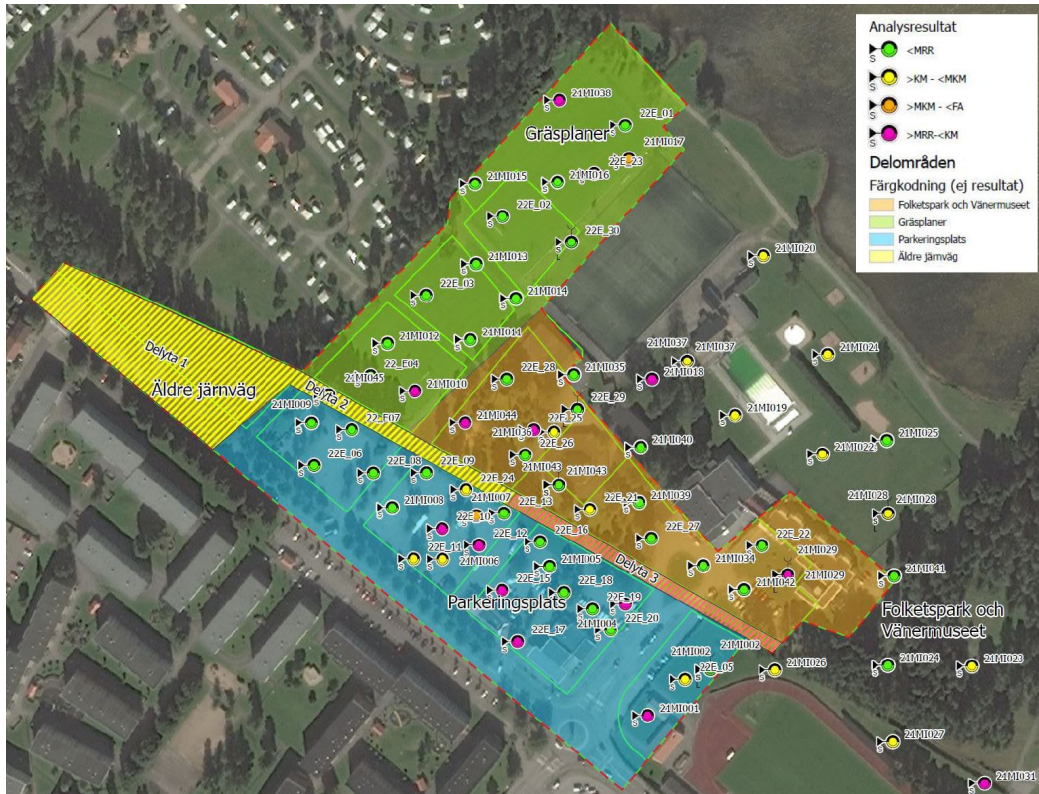 Analysresultat
<MRR
>KM - <MKM
>MKM - <FA
>MRR-<KM
Delområden
Färgkodning (ej resultat)
Folketspark och Vänermuseet
Gräsplaner
Parkeringsplats
Äldre järnväg
21MI038
22E_01
Gräsplaner
21MI017
22E_23
21MI015
21MI016
22E_02
22E_30
21MI020
21MI013
22E_03
21MI014
21MI012
21MI011
21MI037
21MI037
21MI021
Delyta 1
22_E04
21MI045
22E_28
21MI035
21MI018
Äldre järnväg
21MI010
Delyta 2
21MI009
22_E07
21MI044
22E_29
22E_25
21MI036
22E_26
21MI019
21MI040
21MI025
22E_06
22E_08
22E_09
21MI043
21MI043
21MI022
22E_24
21MI007
21MI008
22E_13
22E_21
21MI039
21MI028
21MI028
22E_10
22E_12
22E_16
22E_27
22E_22
22E_11
21MI006
21MI005
21MI034
21MI029
21MI029
Delyta 3
22E_15
22E_18
21MI042
21MI041
Parkeringsplats
22E_19
22E_20
21MI004
22E_17
Folketspark och
Vänermuseet
21MI002
21MI002
22E_05
21MI026
21MI024
21MI023
21MI001
21MI027
21MI031